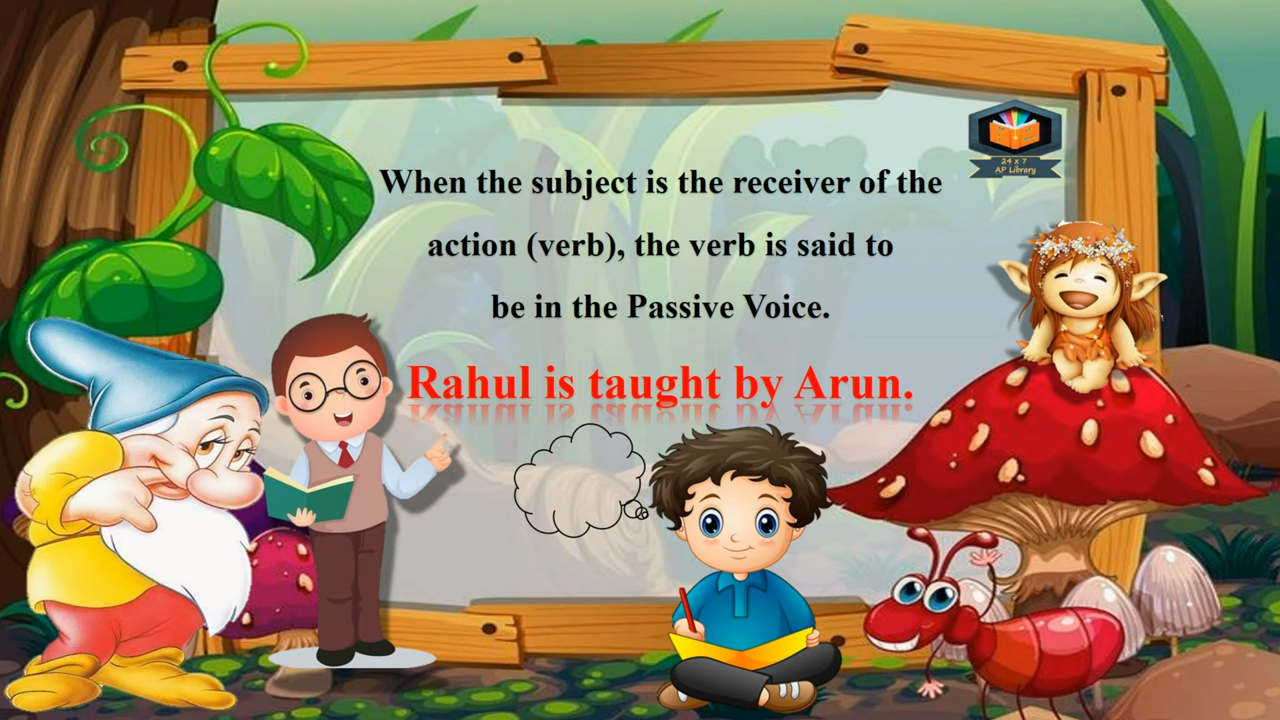 24 x 7
AP Library
When the subject is the receiver of the
action (verb), the verb is said to
be in the Passive Voice.
Rahul is taught by Arun.